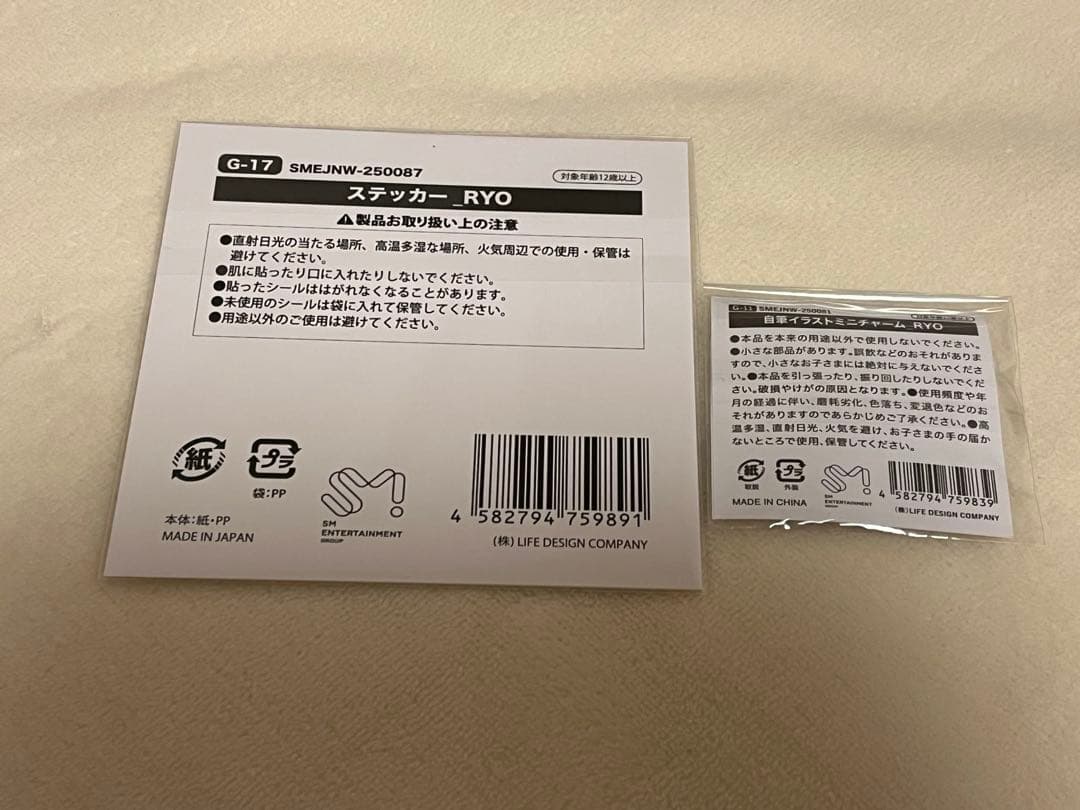 G-17 SMEJNW-250087
対象年齢12歳以上
ステッカー_RYO
⚠製品お取り扱い上の注意
●直射日光の当たる場所、高温多湿な場所、火気周辺での使用・保管は
避けてください。
●肌に貼ったり口に入れたりしないでください。
●貼ったシールははがれなくなることがあります。
●未使用のシールは袋に入れて保管してください。
●用途以外のご使用は避けてください。
紙
プラ
袋:PP
本体:紙・PP
MADE IN JAPAN
SM
ENTERTAINMENT
GROUP
4 582794 759891
(株) LIFE DESIGN COMPANY
G-11 SMEJNW-250081
自筆イラストミニチャーム_RYO
●本品を本来の用途以外で使用しないでください。
●小さな部品があります。誤飲などのおそれがありま
すので、小さなお子さまには絶対に与えないでくださ
い。●本品を引っ張ったり、振り回したりしないでくだ
さい。破損やけがの原因となります。●使用頻度や年
月の経過に伴い、磨耗劣化、色落ち、変退色などのお
それがありますのであらかじめご了承ください。●高
温多湿、直射日光、火気を避け、お子さまの手の届か
ないところで使用、保管してください。
紙
プラ
取説
外装
MADE IN CHINA
SM
ENTERTAINMENT
GROUP
4 582794 759839
(株)LIFE DESIGN COMPANY